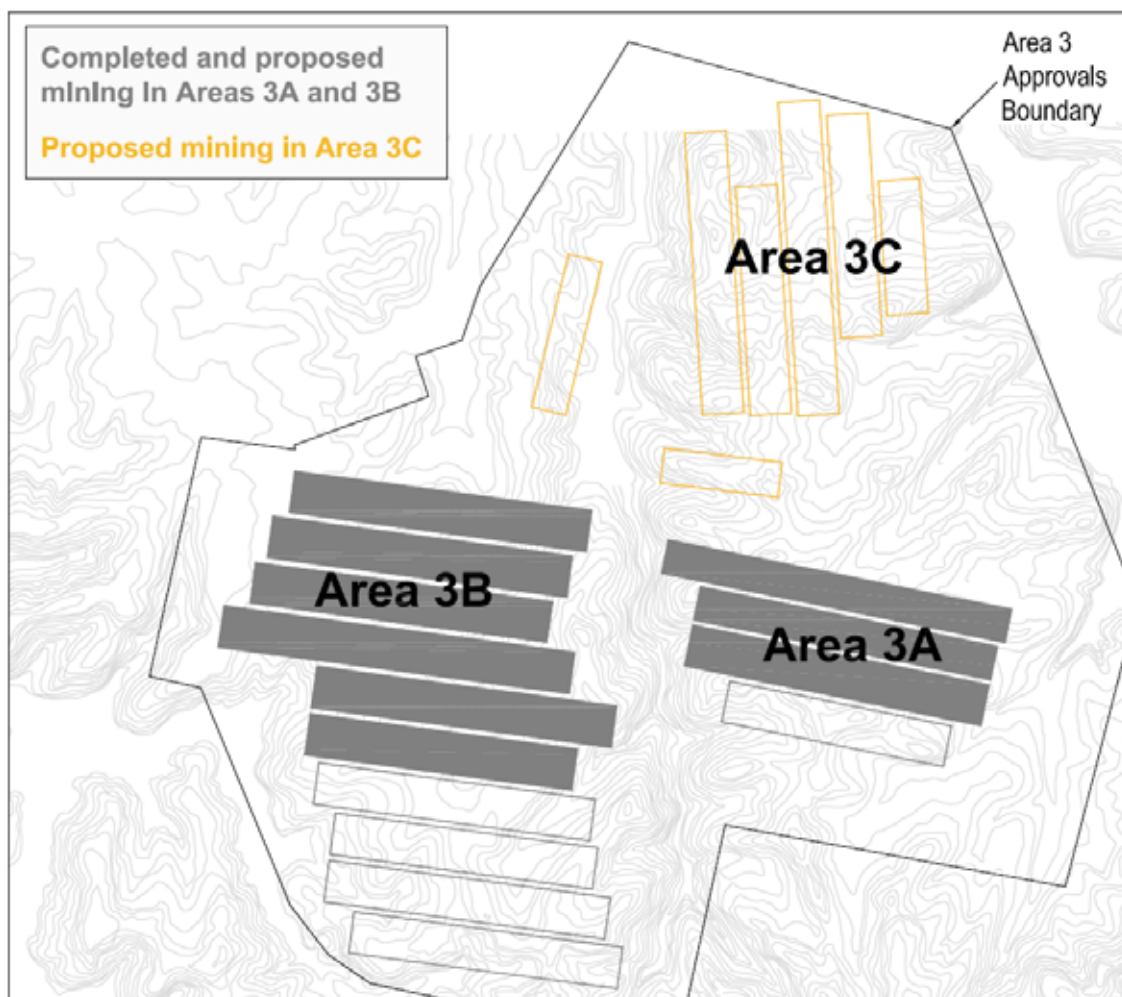 Completed and proposed
mining in Areas 3A and 3B
Proposed mining in Area 3C
Area 3
Approvals
Boundary
Area 3C
Area 3B
Area 3A